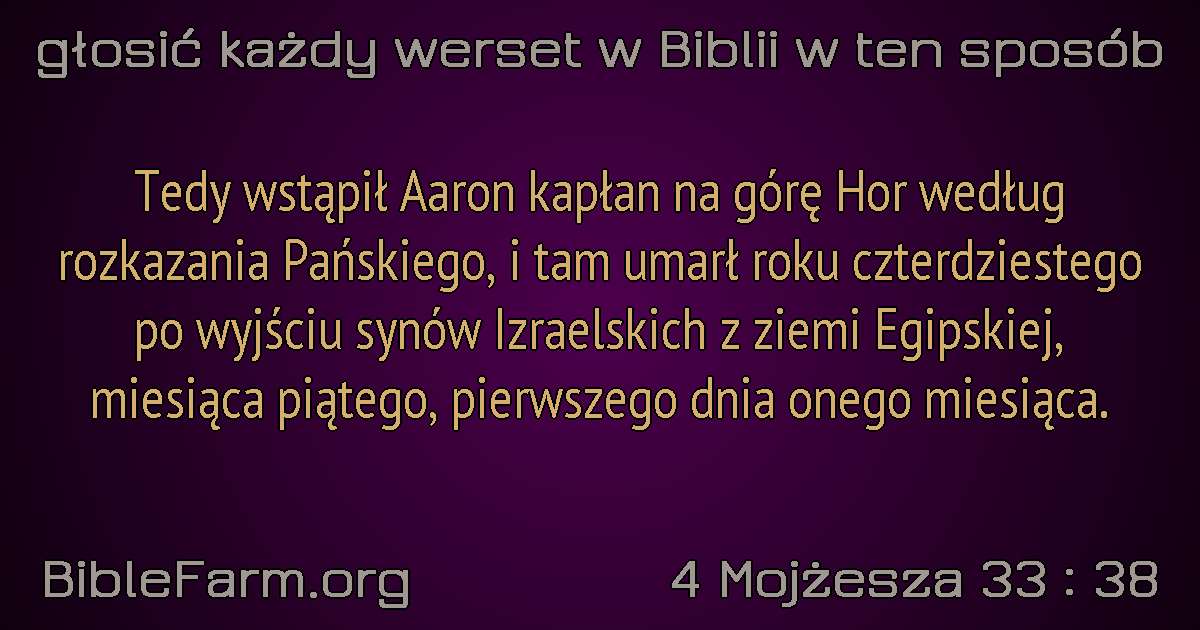 głosić każdy werset w Biblii w ten sposób
Tedy wstąpił Aaron kapłan na górę Hor według
rozkazania Pańskiego, i tam umarł roku czterdziestego
po wyjściu synów Izraelskich z ziemi Egipskiej,
miesiąca piątego, pierwszego dnia onego miesiąca.
BibleFarm.org
4 Mojżesza 33 : 38